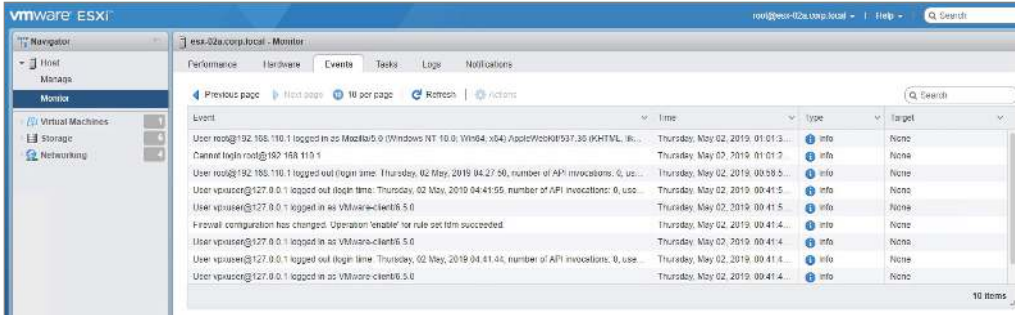 vmware ESXi
root@esx-02a.corp.local
Help
Search
Navigator
esx-02a.corp.local - Monitor
Host
Manage
Monitor
Virtual Machines 1
Storage 6
Networking 4
Performance Hardware Events Tasks Logs Notifications
Previous page Next page 10 per page Refresh Actions
Search
Event Time Type Target
User root@192.168.110.1 logged in as Mozilla/5.0 (Windows NT 10.0; Win64; x64) AppleWebKit/537.36 (KHTML, lik... Thursday, May 02, 2019, 01:01:3... Info None
Cannot login root@192.168.110.1 Thursday, May 02, 2019, 01:01:2... Info None
User root@192.168.110.1 logged out (login time: Thursday, 02 May, 2019 04:27:50, number of API invocations: 0, us... Thursday, May 02, 2019, 00:58:5... Info None
User vpxuser@127.0.0.1 logged out (login time: Thursday, 02 May, 2019 04:41:55, number of API invocations: 0, use... Thursday, May 02, 2019, 00:41:5... Info None
User vpxuser@127.0.0.1 logged in as VMware-client/6.5.0 Thursday, May 02, 2019, 00:41:5... Info None
Firewall configuration has changed. Operation 'enable' for rule set fdm succeeded. Thursday, May 02, 2019, 00:41:4... Info None
User vpxuser@127.0.0.1 logged in as VMware-client/6.5.0 Thursday, May 02, 2019, 00:41:4... Info None
User vpxuser@127.0.0.1 logged out (login time: Thursday, 02 May, 2019 04:41:44, number of API invocations: 0, use... Thursday, May 02, 2019, 00:41:4... Info None
User vpxuser@127.0.0.1 logged in as VMware-client/6.5.0 Thursday, May 02, 2019, 00:41:4... Info None
10 items